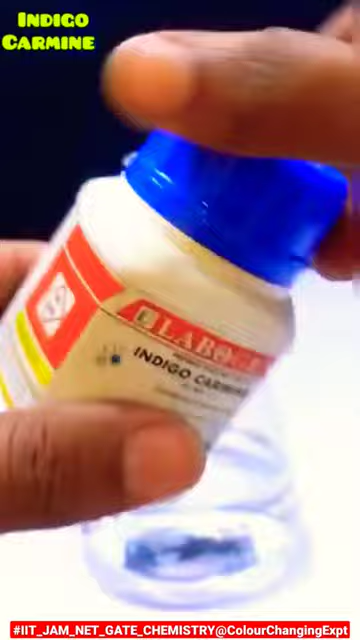 INDIGO
CARMINE
INDIGO CARMINE
#IIT_JAM_NET_GATE_CHEMISTRY@ColourChangingExpt